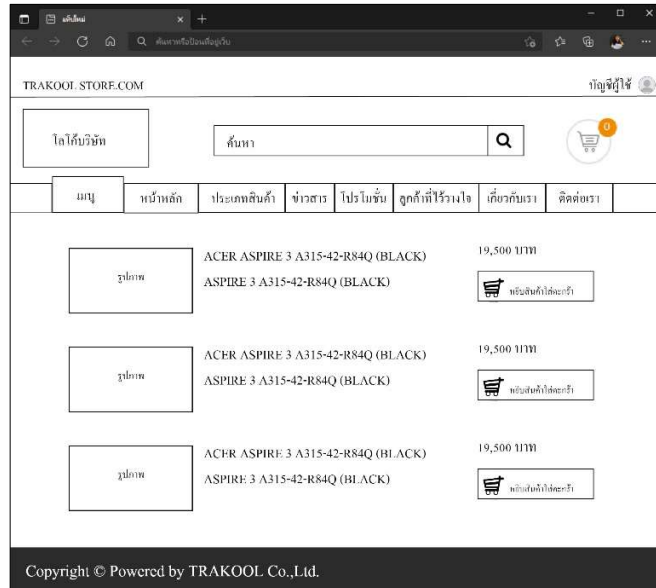 แท็บใหม่
ค้นหาหรือป้อนที่อยู่เว็บ
TRAKOOL STORE.COM
บัญชีผู้ใช้
โลโก้บริษัท
ค้นหา
0
เมนู หน้าหลัก ประเภทสินค้า ข่าวสาร โปรโมชั่น ลูกค้าที่ไว้วางใจ เกี่ยวกับเรา ติดต่อเรา
รูปภาพ
ACER ASPIRE 3 A315-42-R84Q (BLACK)
ASPIRE 3 A315-42-R84Q (BLACK)
19,500 บาท
หยิบสินค้าใส่ตะกร้า
รูปภาพ
ACER ASPIRE 3 A315-42-R84Q (BLACK)
ASPIRE 3 A315-42-R84Q (BLACK)
19,500 บาท
หยิบสินค้าใส่ตะกร้า
รูปภาพ
ACER ASPIRE 3 A315-42-R84Q (BLACK)
ASPIRE 3 A315-42-R84Q (BLACK)
19,500 บาท
หยิบสินค้าใส่ตะกร้า
Copyright © Powered by TRAKOOL Co.,Ltd.